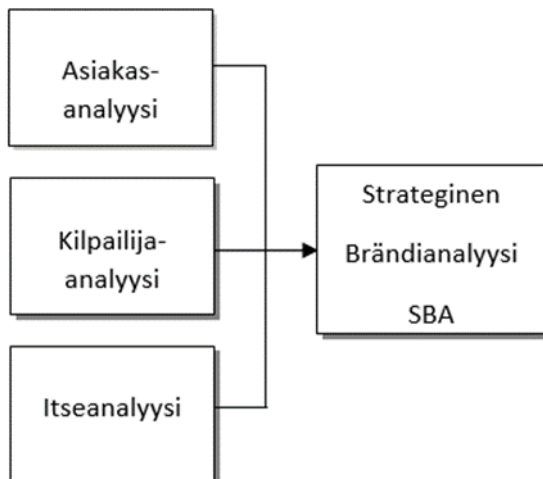 Asiakas-
analyysi
Kilpailija-
analyysi
Itseanalyysi
Strateginen
Brändianalyysi
SBA